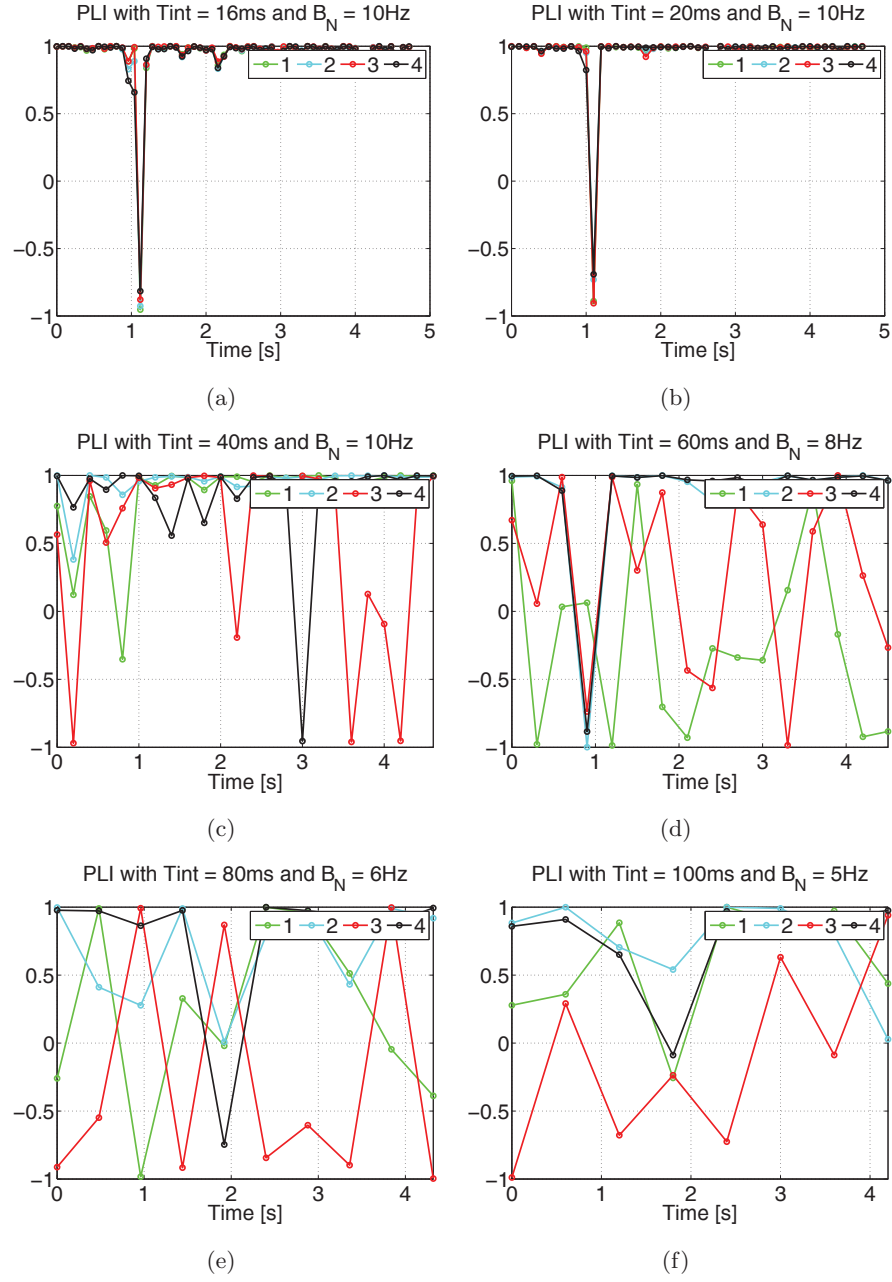 PLI with Tint = 16ms and B_N = 10Hz
1
1 2 3 4
0.5
0
−0.5
−1
0 1 2 3 4 5
Time [s]
(a)
PLI with Tint = 20ms and B_N = 10Hz
1
1 2 3 4
0.5
0
−0.5
−1
0 1 2 3 4 5
Time [s]
(b)
PLI with Tint = 40ms and B_N = 10Hz
1
1 2 3 4
0.5
0
−0.5
−1
0 1 2 3 4
Time [s]
(c)
PLI with Tint = 60ms and B_N = 8Hz
1
1 2 3 4
0.5
0
−0.5
−1
0 1 2 3 4
Time [s]
(d)
PLI with Tint = 80ms and B_N = 6Hz
1
1 2 3 4
0.5
0
−0.5
−1
0 1 2 3 4
Time [s]
(e)
PLI with Tint = 100ms and B_N = 5Hz
1
1 2 3 4
0.5
0
−0.5
−1
0 1 2 3 4
Time [s]
(f)